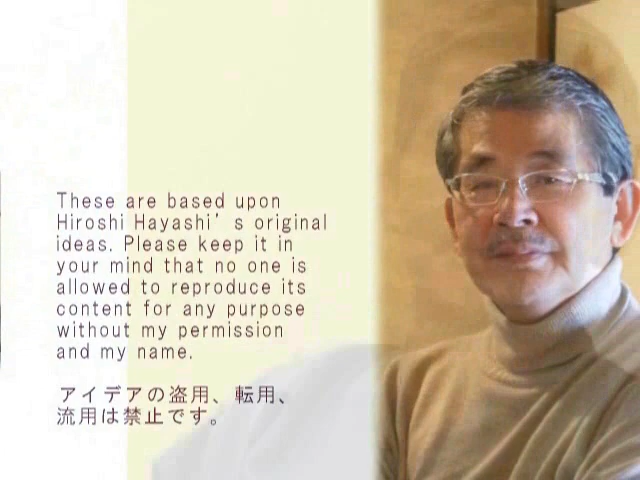 These are based upon
Hiroshi Hayashi’s original
ideas. Please keep it in
your mind that no one is
allowed to reproduce its
content for any purpose
without my permission
and my name.
アイデアの盗用、転用、
流用は禁止です。